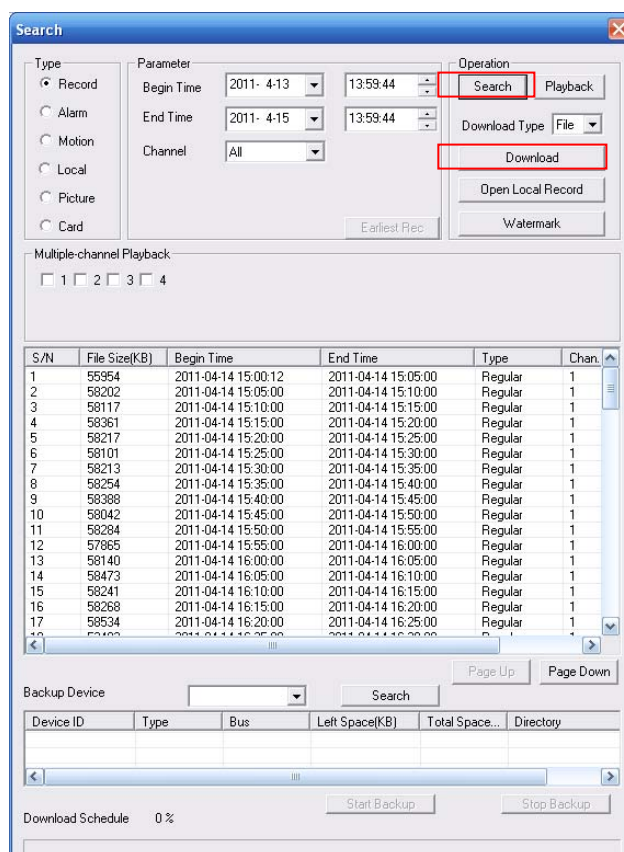 Search
Type
Parameter
Operation
Record
Begin Time 2011- 4-13 13:59:44
Search Playback
Alarm
End Time 2011- 4-15 13:59:44
Download Type File
Motion
Channel All
Download
Local
Open Local Record
Picture
Card
Earliest Rec
Watermark
Multiple-channel Playback
1 2 3 4
S/N File Size(KB) Begin Time End Time Type Chan.
1 55954 2011-04-14 15:00:12 2011-04-14 15:05:00 Regular 1
2 58202 2011-04-14 15:05:00 2011-04-14 15:10:00 Regular 1
3 58117 2011-04-14 15:10:00 2011-04-14 15:15:00 Regular 1
4 58361 2011-04-14 15:15:00 2011-04-14 15:20:00 Regular 1
5 58217 2011-04-14 15:20:00 2011-04-14 15:25:00 Regular 1
6 58101 2011-04-14 15:25:00 2011-04-14 15:30:00 Regular 1
7 58213 2011-04-14 15:30:00 2011-04-14 15:35:00 Regular 1
8 58254 2011-04-14 15:35:00 2011-04-14 15:40:00 Regular 1
9 58388 2011-04-14 15:40:00 2011-04-14 15:45:00 Regular 1
10 58042 2011-04-14 15:45:00 2011-04-14 15:50:00 Regular 1
11 58284 2011-04-14 15:50:00 2011-04-14 15:55:00 Regular 1
12 57865 2011-04-14 15:55:00 2011-04-14 16:00:00 Regular 1
13 58140 2011-04-14 16:00:00 2011-04-14 16:05:00 Regular 1
14 58473 2011-04-14 16:05:00 2011-04-14 16:10:00 Regular 1
15 58241 2011-04-14 16:10:00 2011-04-14 16:15:00 Regular 1
16 58268 2011-04-14 16:15:00 2011-04-14 16:20:00 Regular 1
17 58534 2011-04-14 16:20:00 2011-04-14 16:25:00 Regular 1
Page Up Page Down
Backup Device Search
Device ID Type Bus Left Space(KB) Total Space... Directory
Start Backup Stop Backup
Download Schedule 0 %